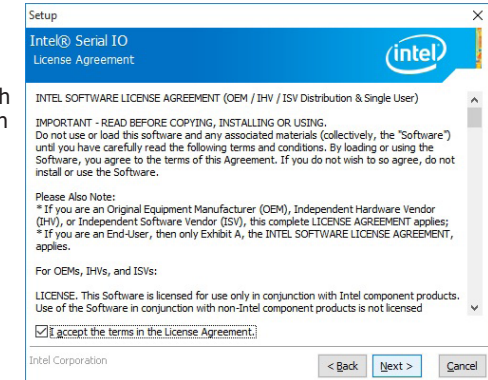 Setup
Intel® Serial IO
License Agreement
intel
INTEL SOFTWARE LICENSE AGREEMENT (OEM / IHV / ISV Distribution & Single User)
IMPORTANT - READ BEFORE COPYING, INSTALLING OR USING.
Do not use or load this software and any associated materials (collectively, the "Software")
until you have carefully read the following terms and conditions. By loading or using the
Software, you agree to the terms of this Agreement. If you do not wish to so agree, do not
install or use the Software.
Please Also Note:
* If you are an Original Equipment Manufacturer (OEM), Independent Hardware Vendor
(IHV), or Independent Software Vendor (ISV), this complete LICENSE AGREEMENT applies;
* If you are an End-User, then only Exhibit A, the INTEL SOFTWARE LICENSE AGREEMENT,
applies.
For OEMs, IHVs, and ISVs:
LICENSE. This Software is licensed for use only in conjunction with Intel component products.
Use of the Software in conjunction with non-Intel component products is not licensed
I accept the terms in the License Agreement.
Intel Corporation
< Back
Next >
Cancel